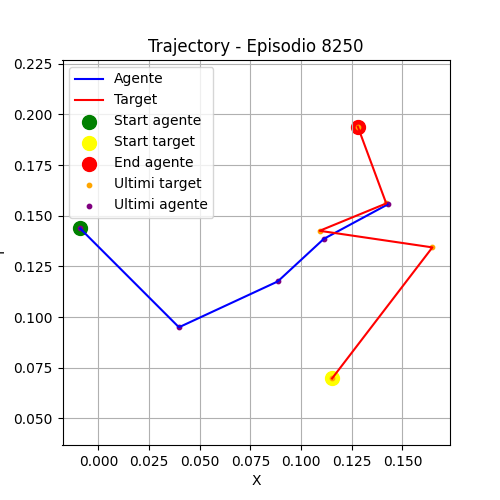 Trajectory - Episodio 8250
0.225
0.200
0.175
0.150
0.125
0.100
0.075
0.050
Agente
Target
Start agente
Start target
End agente
Ultimi target
Ultimi agente
0.000 0.025 0.050 0.075 0.100 0.125 0.150
X